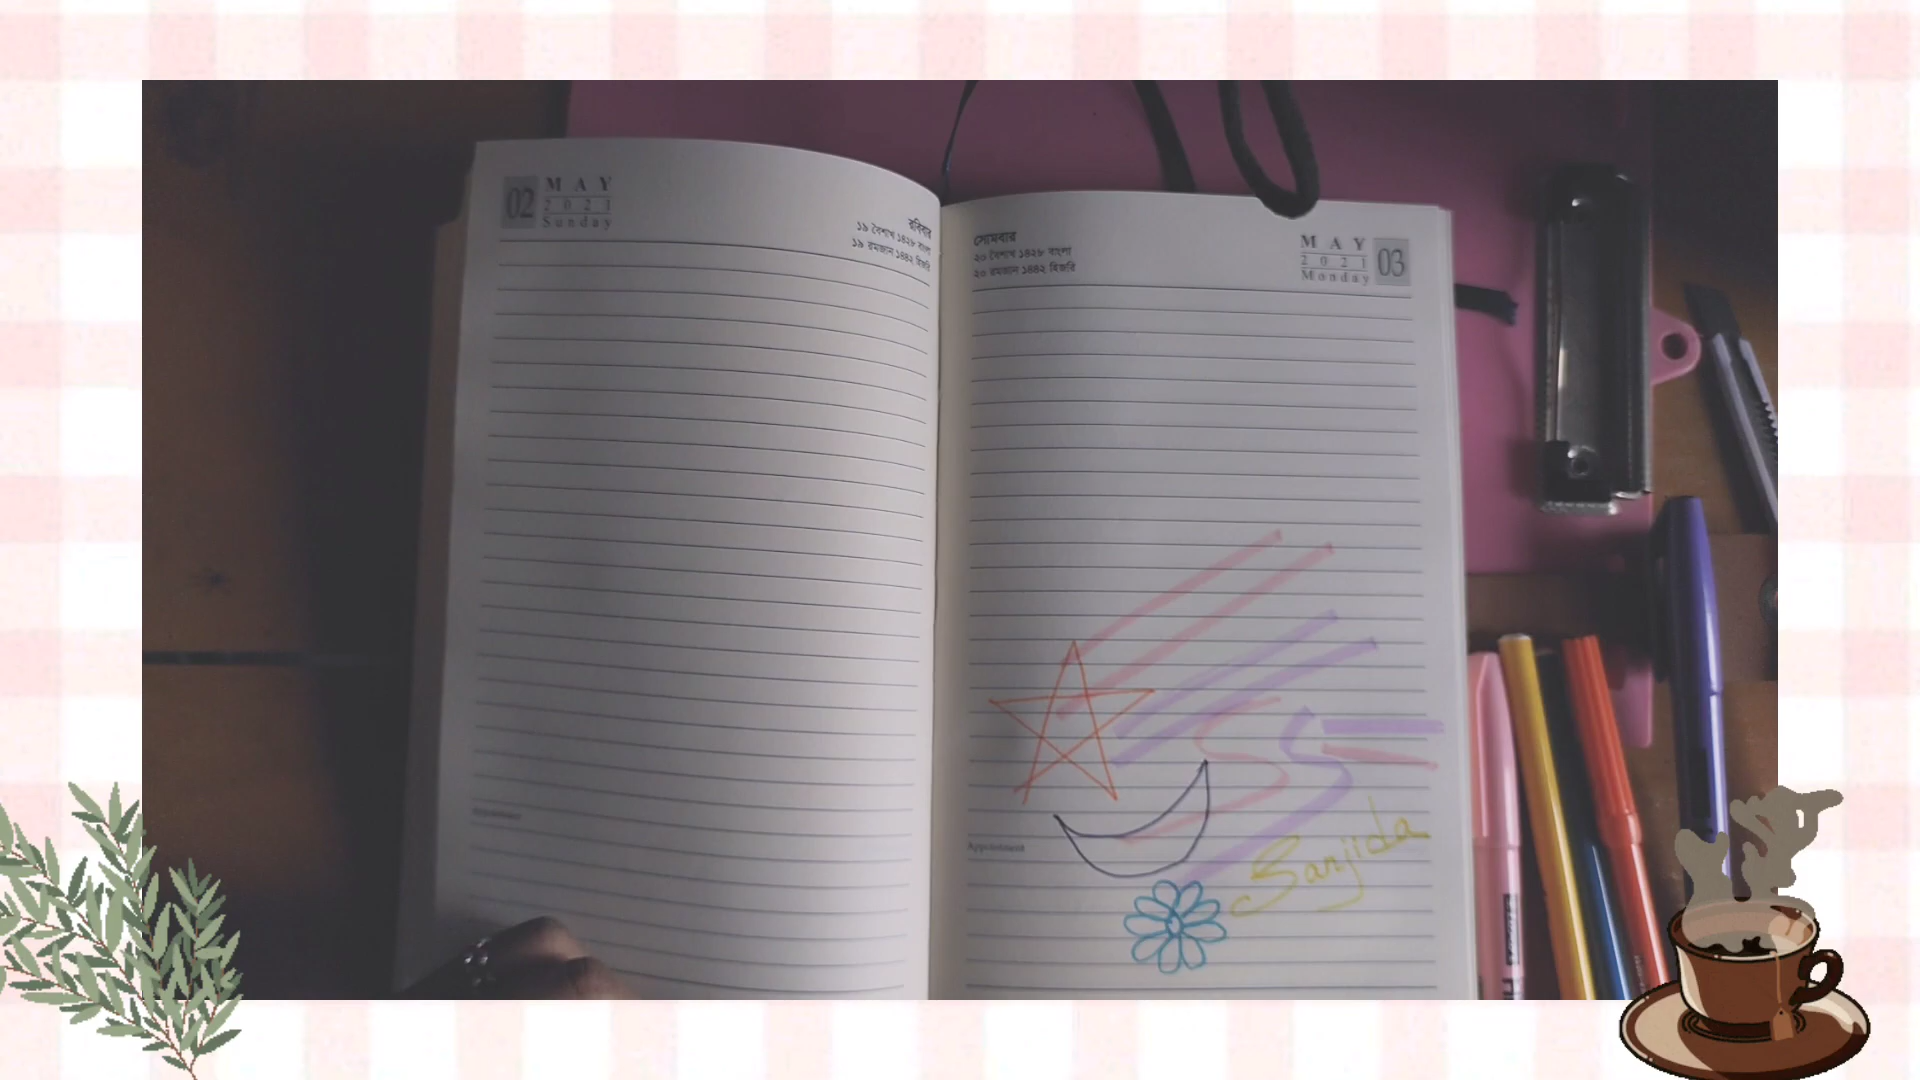 02
MAY
2021
Sunday
রবিবার
১৯ বৈশাখ ১৪২৮ বাংলা
১৯ রমজান ১৪৪২ হিজরি
সোমবার
২০ বৈশাখ ১৪২৮ বাংলা
২০ রমজান ১৪৪২ হিজরি
MAY
2021
Monday
03
Appointment
Appointment
Sanjida